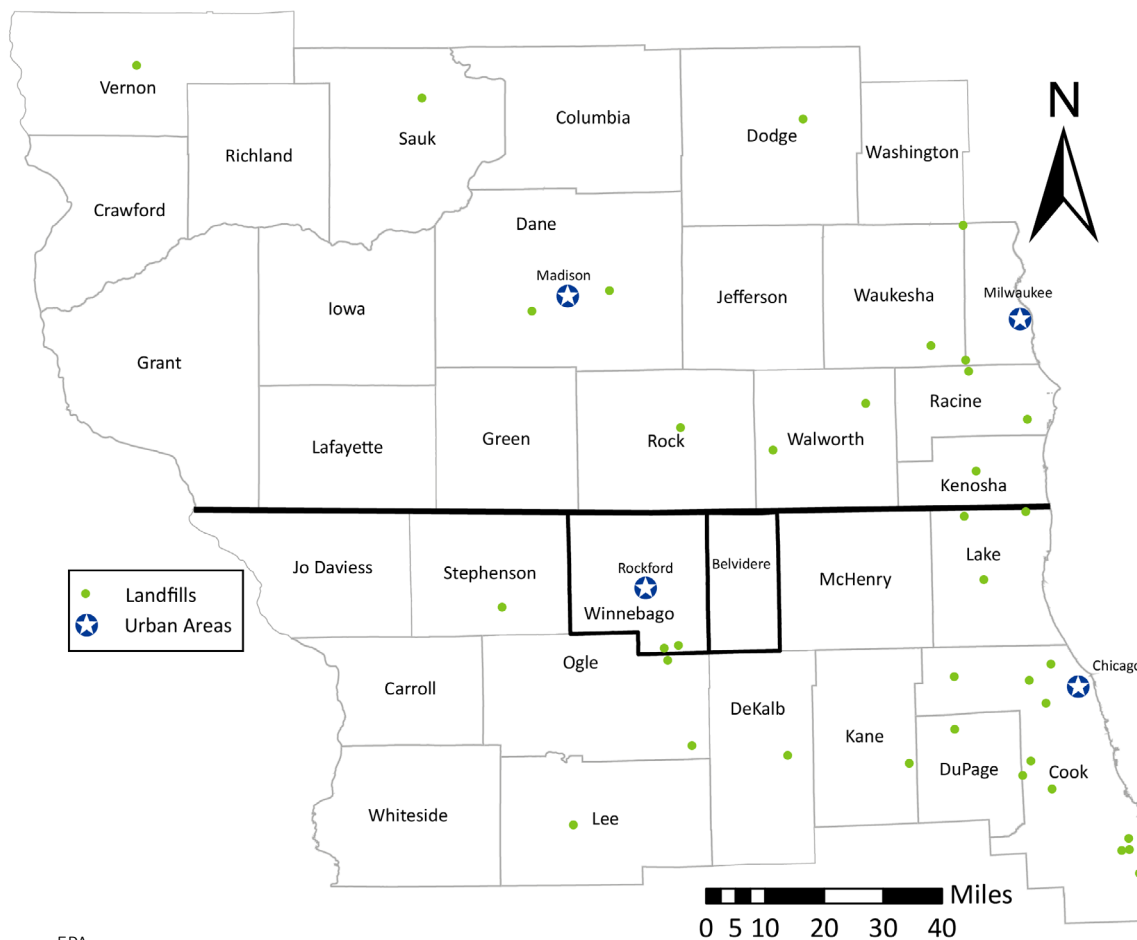 N
Vernon
Richland
Sauk
Columbia
Dodge
Washington
Crawford
Dane
Madison
Iowa
Jefferson
Waukesha
Milwaukee
Grant
Lafayette
Green
Rock
Walworth
Racine
Kenosha
Jo Daviess
Stephenson
Rockford
Winnebago
Belvidere
McHenry
Lake
Landfills
Urban Areas
Carroll
Ogle
DeKalb
Kane
DuPage
Cook
Chicago
Whiteside
Lee
Miles
0 5 10 20 30 40